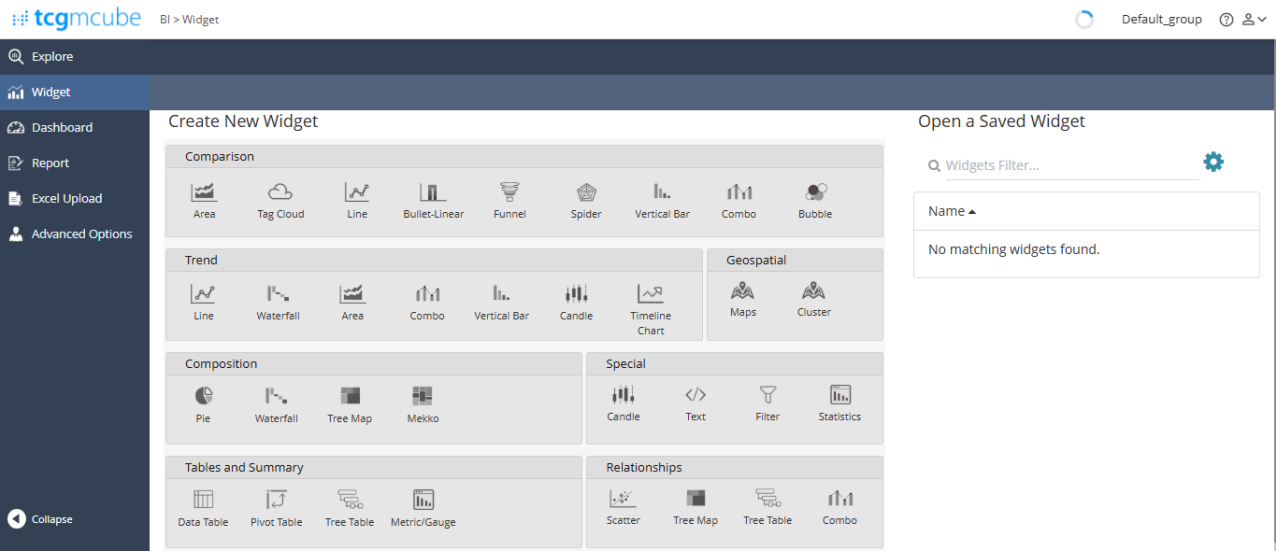 tcgmcube
BI > Widget
Default_group
Explore
Widget
Dashboard
Report
Excel Upload
Advanced Options
Collapse
Create New Widget
Comparison
Area
Tag Cloud
Line
Bullet-Linear
Funnel
Spider
Vertical Bar
Combo
Bubble
Trend
Line
Waterfall
Area
Combo
Vertical Bar
Candle
Timeline
Chart
Geospatial
Maps
Cluster
Composition
Pie
Waterfall
Tree Map
Mekko
Special
Candle
Text
Filter
Statistics
Tables and Summary
Data Table
Pivot Table
Tree Table
Metric/Gauge
Relationships
Scatter
Tree Map
Tree Table
Combo
Open a Saved Widget
Widgets Filter...
Name
No matching widgets found.